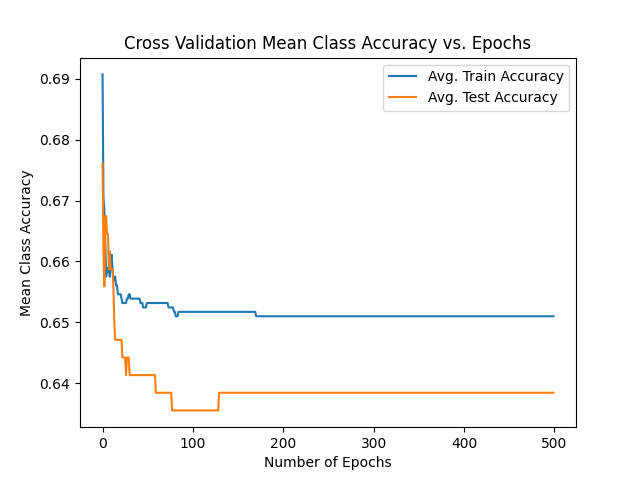 Cross Validation Mean Class Accuracy vs. Epochs
Avg. Train Accuracy
Avg. Test Accuracy
Mean Class Accuracy
0.69
0.68
0.67
0.66
0.65
0.64
0 100 200 300 400 500
Number of Epochs